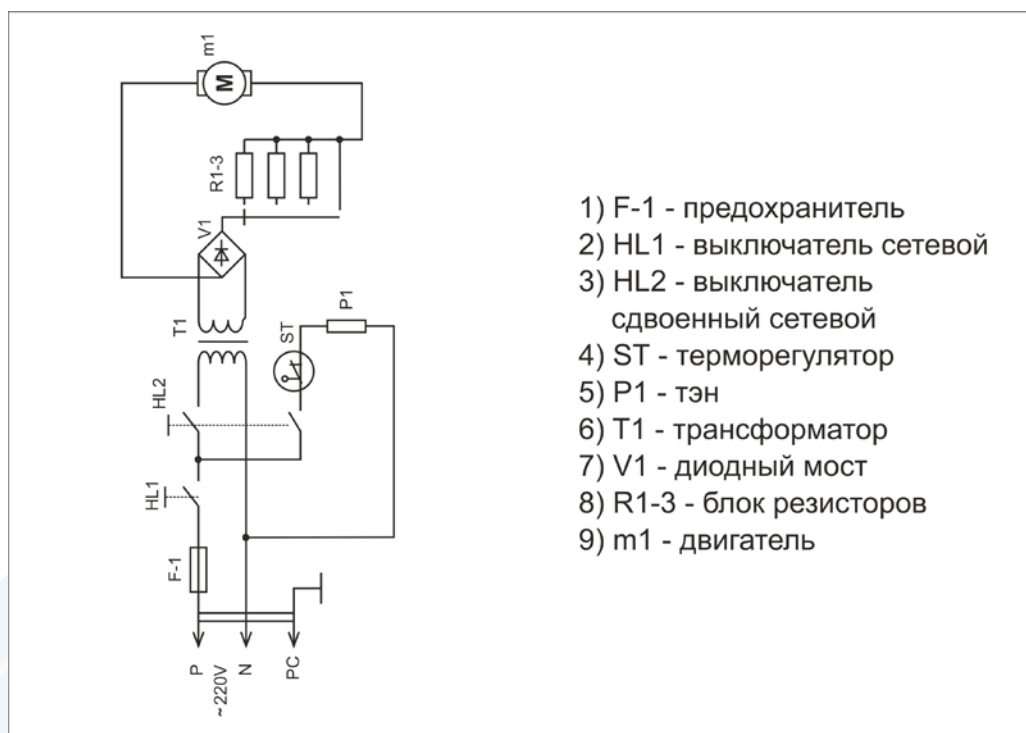 m1
M
R1-3
V1
T1
ST
P1
HL2
HL1
F-1
P
~220V
N
PC
1) F-1 - предохранитель
2) HL1 - выключатель сетевой
3) HL2 - выключатель
сдвоенный сетевой
4) ST - терморегулятор
5) P1 - тэн
6) T1 - трансформатор
7) V1 - диодный мост
8) R1-3 - блок резисторов
9) m1 - двигатель